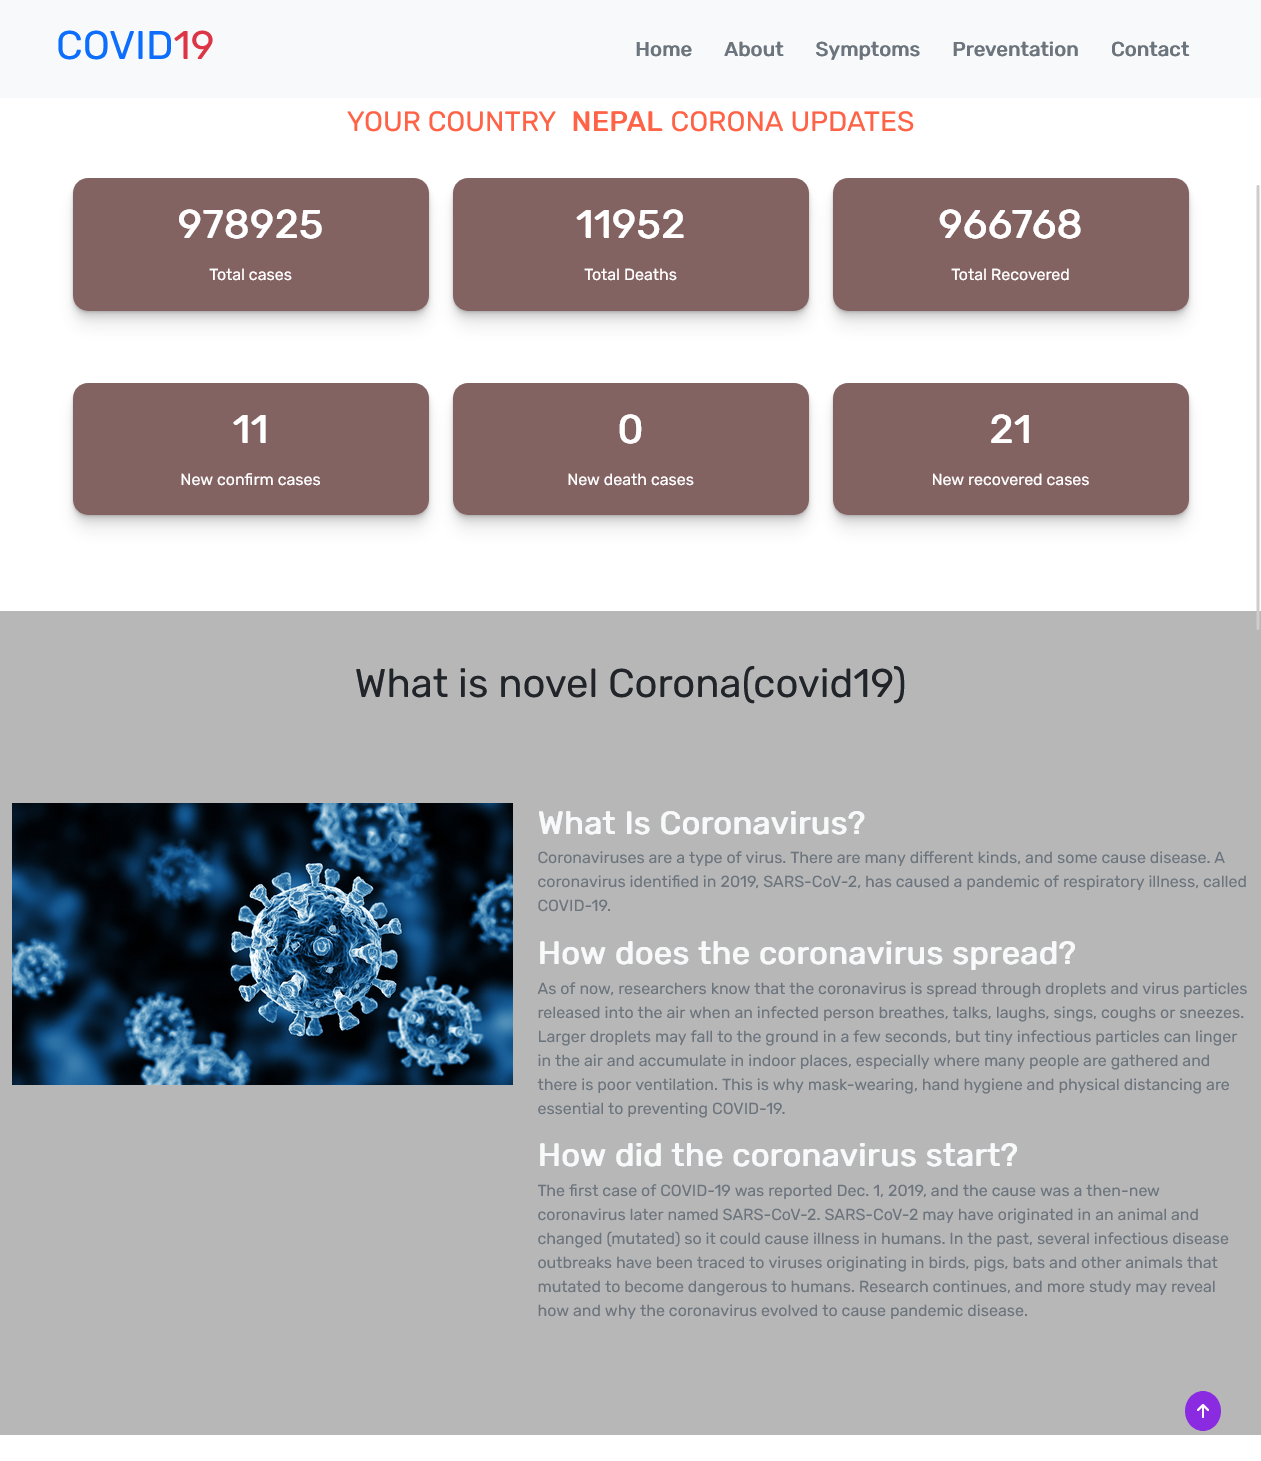 COVID19
Home About Symptoms Preventation Contact
YOUR COUNTRY NEPAL CORONA UPDATES
978925
Total cases
11952
Total Deaths
966768
Total Recovered
11
New confirm cases
0
New death cases
21
New recovered cases
What is novel Corona(covid19)
What Is Coronavirus?
Coronaviruses are a type of virus. There are many different kinds, and some cause disease. A
coronavirus identified in 2019, SARS-CoV-2, has caused a pandemic of respiratory illness, called
COVID-19.
How does the coronavirus spread?
As of now, researchers know that the coronavirus is spread through droplets and virus particles
released into the air when an infected person breathes, talks, laughs, sings, coughs or sneezes.
Larger droplets may fall to the ground in a few seconds, but tiny infectious particles can linger
in the air and accumulate in indoor places, especially where many people are gathered and
there is poor ventilation. This is why mask-wearing, hand hygiene and physical distancing are
essential to preventing COVID-19.
How did the coronavirus start?
The first case of COVID-19 was reported Dec. 1, 2019, and the cause was a then-new
coronavirus later named SARS-CoV-2. SARS-CoV-2 may have originated in an animal and
changed (mutated) so it could cause illness in humans. In the past, several infectious disease
outbreaks have been traced to viruses originating in birds, pigs, bats and other animals that
mutated to become dangerous to humans. Research continues, and more study may reveal
how and why the coronavirus evolved to cause pandemic disease.